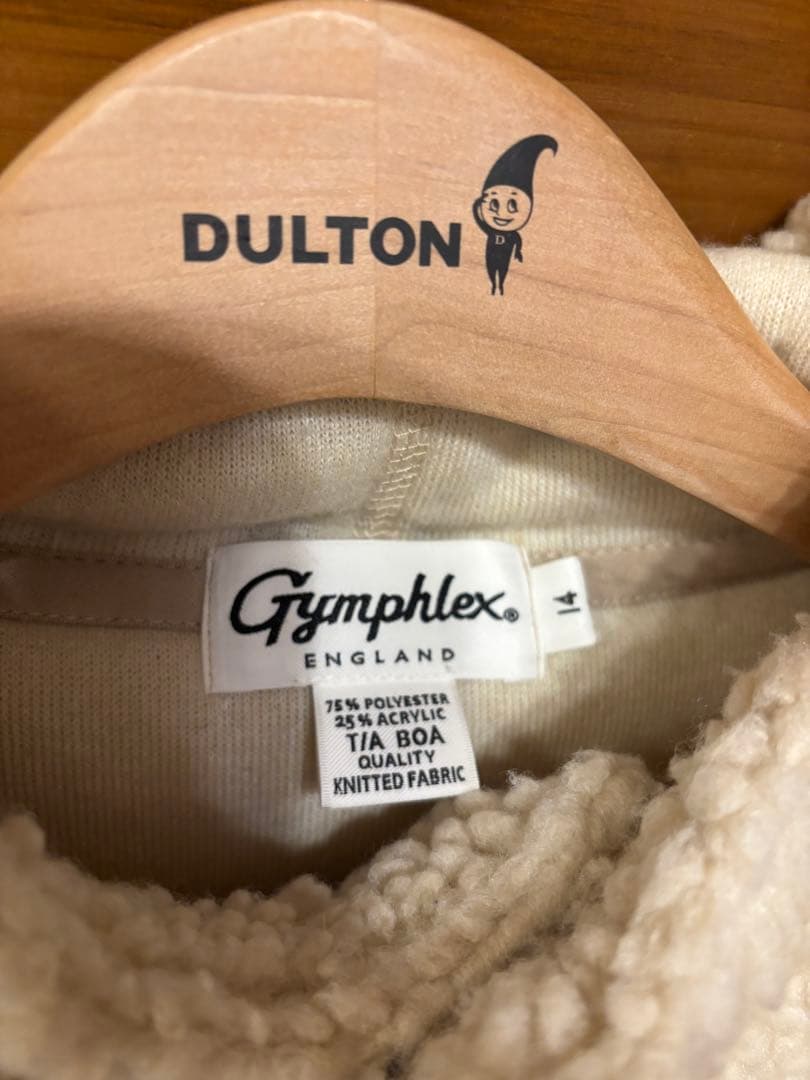 DULTON
D
Gymphlex®
ENGLAND
14
75% POLYESTER
25% ACRYLIC
T/A BOA
QUALITY
KNITTED FABRIC